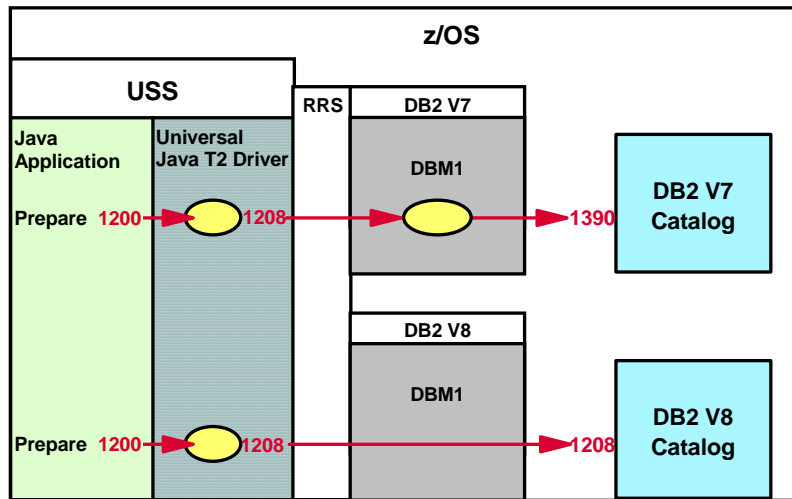 z/OS
USS
RRS
DB2 V7
Java
Application
Universal
Java T2 Driver
DBM1
DB2 V7
Catalog
Prepare 1200 1208 1390
DB2 V8
DBM1
DB2 V8
Catalog
Prepare 1200 1208 1208